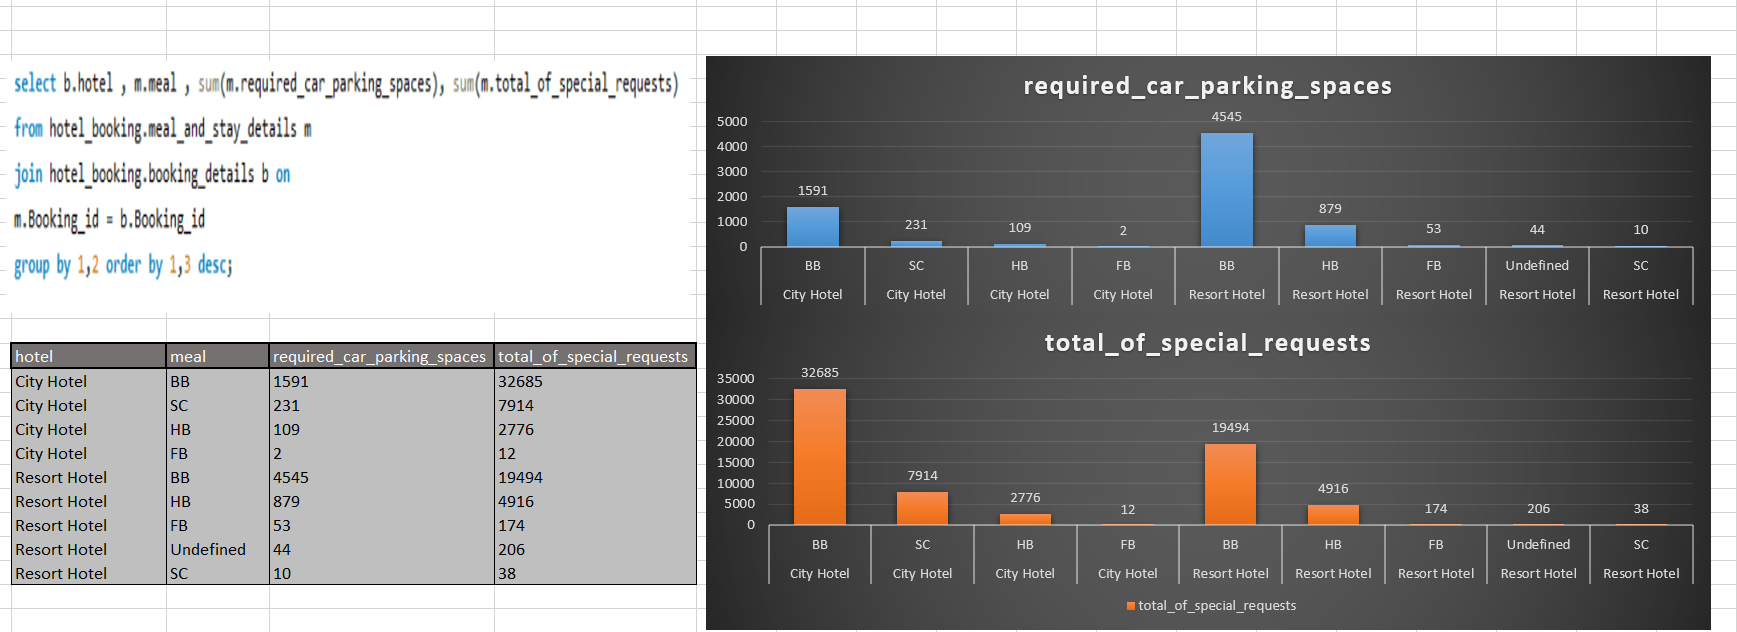 select b.hotel , m.meal , sum(m.required_car_parking_spaces), sum(m.total_of_special_requests)
from hotel_booking.meal_and_stay_details m
join hotel_booking.booking_details b on
m.Booking_id = b.Booking_id
group by 1,2 order by 1,3 desc;
hotel meal required_car_parking_spaces total_of_special_requests
City Hotel BB 1591 32685
City Hotel SC 231 7914
City Hotel HB 109 2776
City Hotel FB 2 12
Resort Hotel BB 4545 19494
Resort Hotel HB 879 4916
Resort Hotel FB 53 174
Resort Hotel Undefined 44 206
Resort Hotel SC 10 38
required_car_parking_spaces
5000
4000
3000
2000
1000
0
1591 231 109 2 4545 879 53 44 10
BB SC HB FB BB HB FB Undefined SC
City Hotel City Hotel City Hotel City Hotel Resort Hotel Resort Hotel Resort Hotel Resort Hotel Resort Hotel
total_of_special_requests
35000
30000
25000
20000
15000
10000
5000
0
32685 7914 2776 12 19494 4916 174 206 38
BB SC HB FB BB HB FB Undefined SC
City Hotel City Hotel City Hotel City Hotel Resort Hotel Resort Hotel Resort Hotel Resort Hotel Resort Hotel
total_of_special_requests